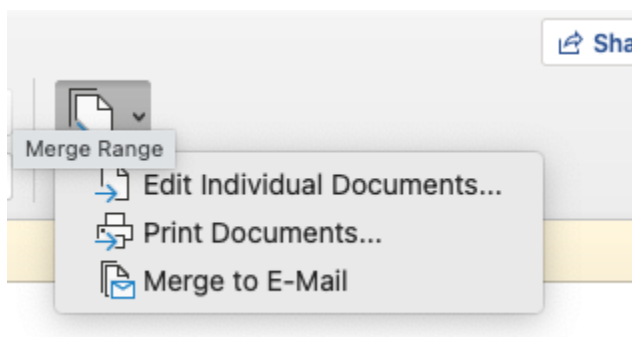 Sha
Merge Range
Edit Individual Documents...
Print Documents...
Merge to E-Mail